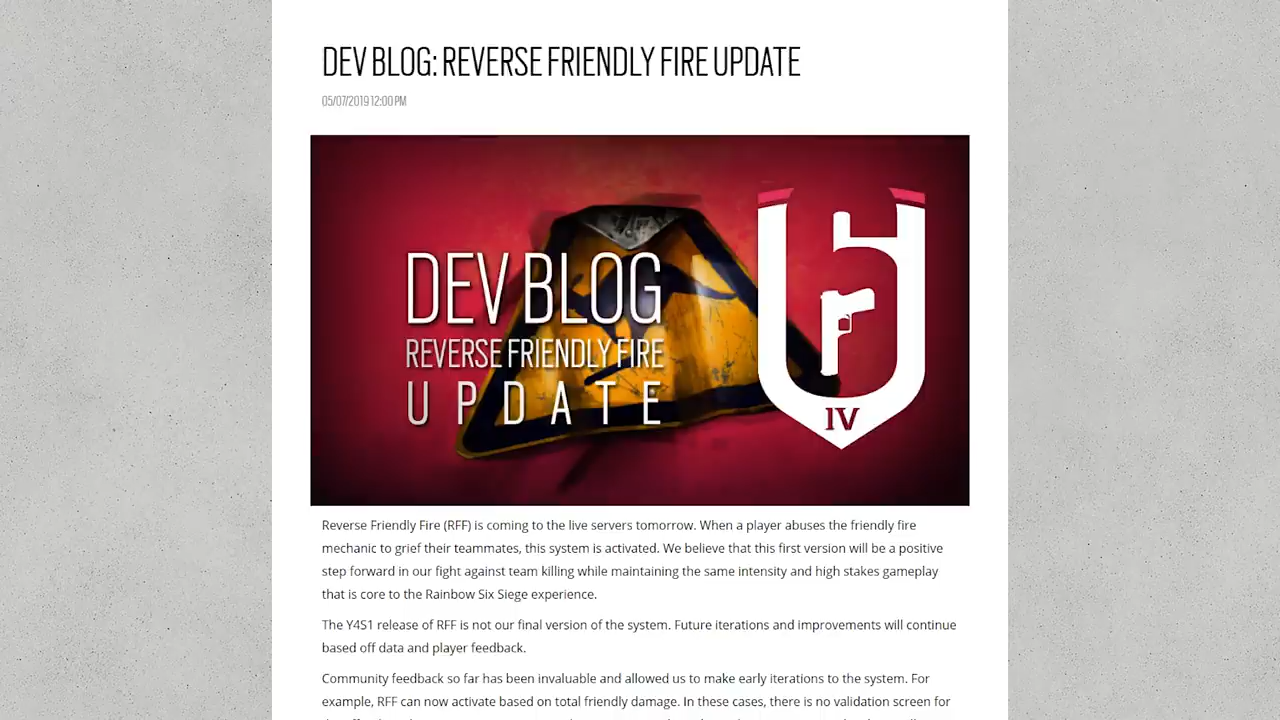 DEV BLOG: REVERSE FRIENDLY FIRE UPDATE
05/07/2019 12:00 PM
DEV BLOG
REVERSE FRIENDLY FIRE
UPDATE
IV
Reverse Friendly Fire (RFF) is coming to the live servers tomorrow. When a player abuses the friendly fire
mechanic to grief their teammates, this system is activated. We believe that this first version will be a positive
step forward in our fight against team killing while maintaining the same intensity and high stakes gameplay
that is core to the Rainbow Six Siege experience.
The Y4S1 release of RFF is not our final version of the system. Future iterations and improvements will continue
based off data and player feedback.
Community feedback so far has been invaluable and allowed us to make early iterations to the system. For
example, RFF can now activate based on total friendly damage. In these cases, there is no validation screen for